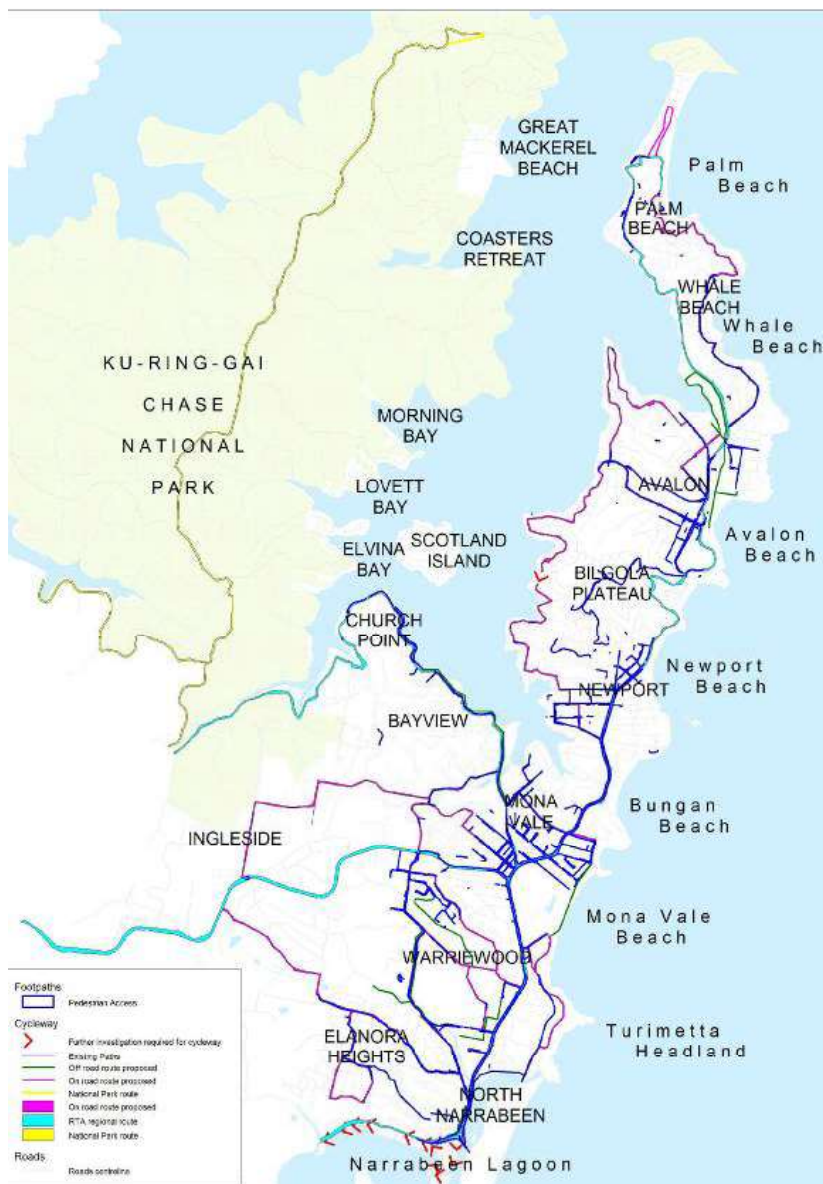 GREAT
MACKEREL
BEACH
Palm
Beach
PALM
BEACH
COASTERS
RETREAT
WHALE
BEACH
Whale
Beach
KU-RING-GAI
CHASE
NATIONAL
PARK
MORNING
BAY
LOVETT
BAY
AVALON
Avalon
Beach
ELVINA
BAY
SCOTLAND
ISLAND
BILGOLA
PLATEAU
CHURCH
POINT
Newport
Beach
NEWPORT
BAYVIEW
MONA
VALE
Bungan
Beach
INGLESIDE
Mona Vale
Beach
WARRIEWOOD
Turimetta
Headland
ELANORA
HEIGHTS
NORTH
NARRABEEN
Narrabeen Lagoon
Footpaths
Pedestrian Access
Cycleway
Further investigation required for cycleway
Existing Paths
Off road route proposed
On road route proposed
National Park route
On road route proposed
RTA regional route
National Park route
Roads
Roads centreline